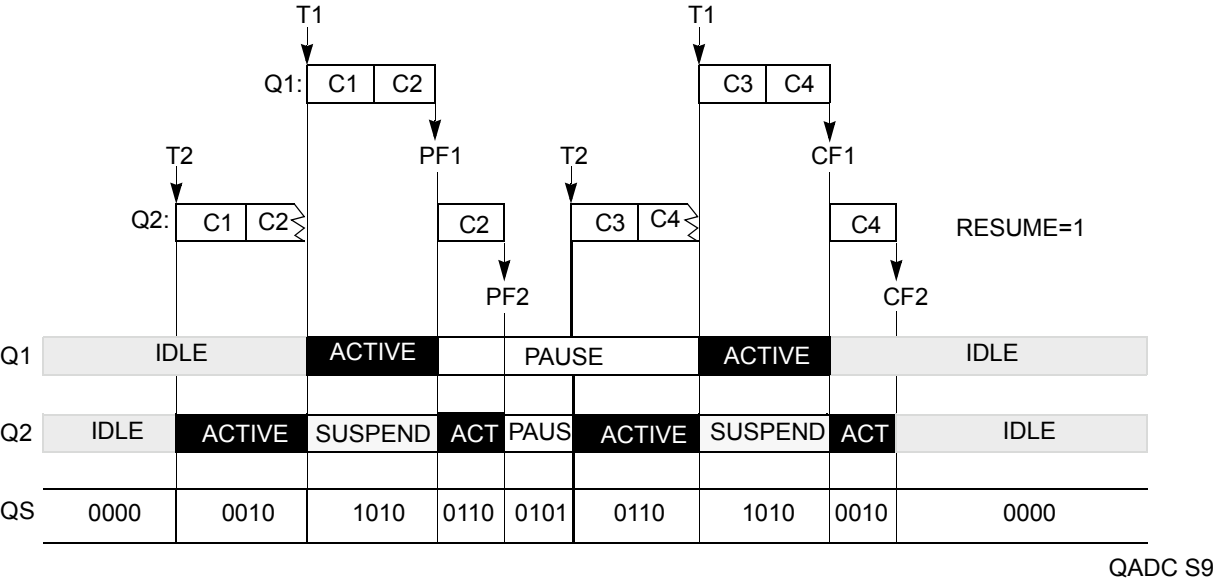 T1 T1
Q1: C1 C2 C3 C4
T2 PF1 T2 CF1
Q2: C1 C2 C2 C3 C4 C4 RESUME=1
PF2 CF2
Q1 IDLE ACTIVE PAUSE ACTIVE IDLE
Q2 IDLE ACTIVE SUSPEND ACT PAUS ACTIVE SUSPEND ACT IDLE
QS 0000 0010 1010 0110 0101 0110 1010 0010 0000
QADC S9